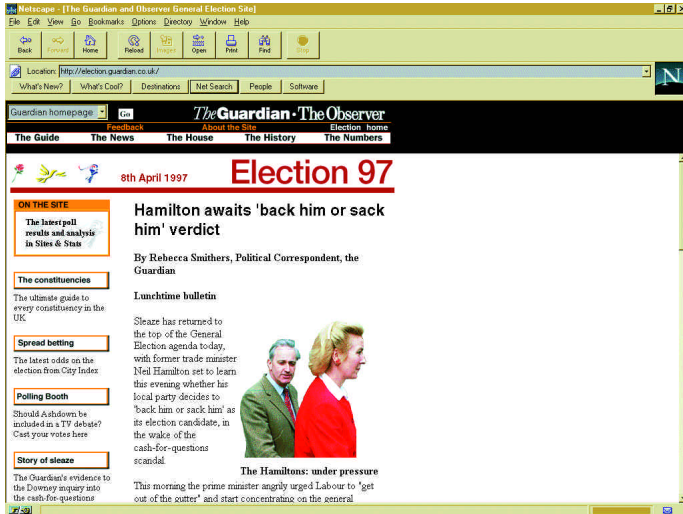 Netscape - [The Guardian and Observer General Election Site]
File Edit View Go Bookmarks Options Directory Window Help
Back Forward Home Reload Images Open Print Find Stop
Location: http://election.guardian.co.uk/
What's New? What's Cool? Destinations Net Search People Software
N
Guardian homepage Go The Guardian · The Observer
Feedback About the Site Election home
The Guide The News The House The History The Numbers
8th April 1997 Election 97
ON THE SITE
The latest poll
results and analysis
in Sites & Stats
The constituencies
The ultimate guide to
every constituency in the
UK
Spread betting
The latest odds on the
election from City Index
Polling Booth
Should Ashdown be
included in a TV debate?
Cast your votes here
Story of sleaze
The Guardian's evidence to
the Downey inquiry into
the cash-for-questions
Hamilton awaits 'back him or sack
him' verdict
By Rebecca Smithers, Political Correspondent, the
Guardian
Lunchtime bulletin
Sleaze has returned to
the top of the General
Election agenda today,
with former trade minister
Neil Hamilton set to learn
this evening whether his
local party decides to
'back him or sack him' as
its election candidate, in
the wake of the
cash-for-questions
scandal.
The Hamiltons: under pressure
This morning the prime minister angrily urged Labour to "get
out of the gutter" and start concentrating on the general